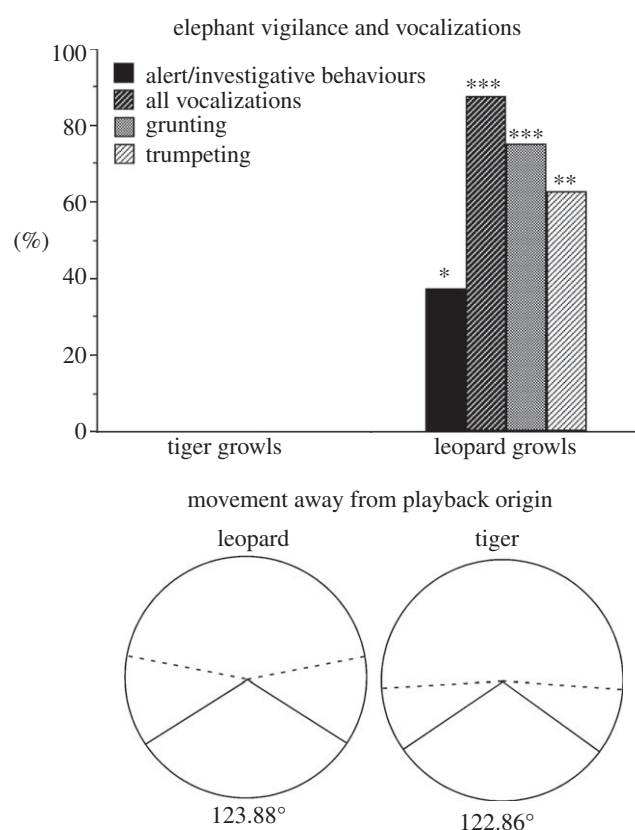 elephant vigilance and vocalizations
100
80
60
(%)
40
20
0
alert/investigative behaviours
all vocalizations
grunting
trumpeting
*
***
***
**
tiger growls
leopard growls
movement away from playback origin
leopard
tiger
123.88°
122.86°